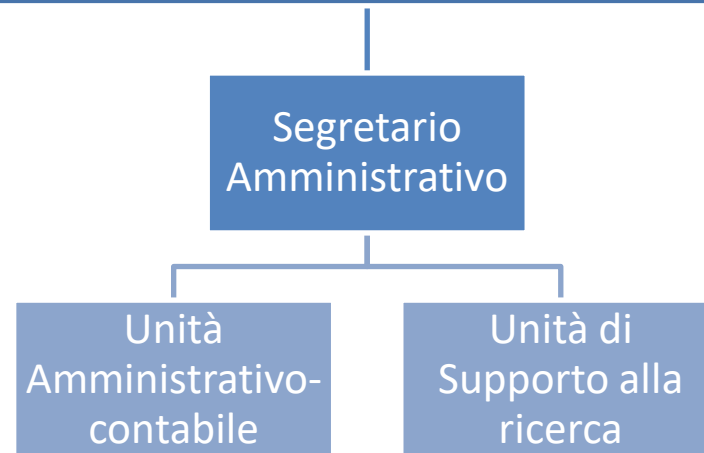 Segretario
Amministrativo
Unità
Amministrativo-
contabile
Unità di
Supporto alla
ricerca